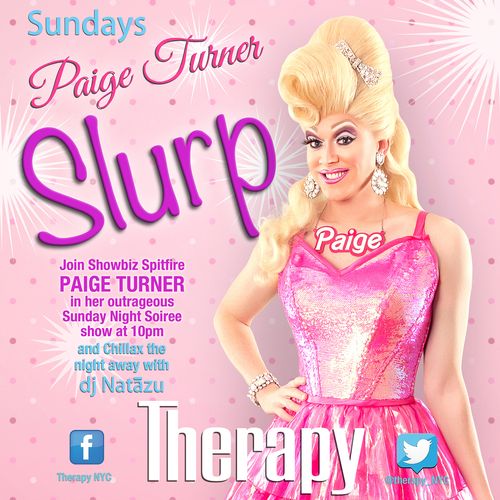 Sundays
Paige Turner
Slurp
Paige
Join Showbiz Spitfire
PAIGE TURNER
in her outrageous
Sunday Night Soiree
show at 10pm
and Chillax the
night away with
dj Natāzu
Therapy
f
Therapy NYC
@therapy_NYC